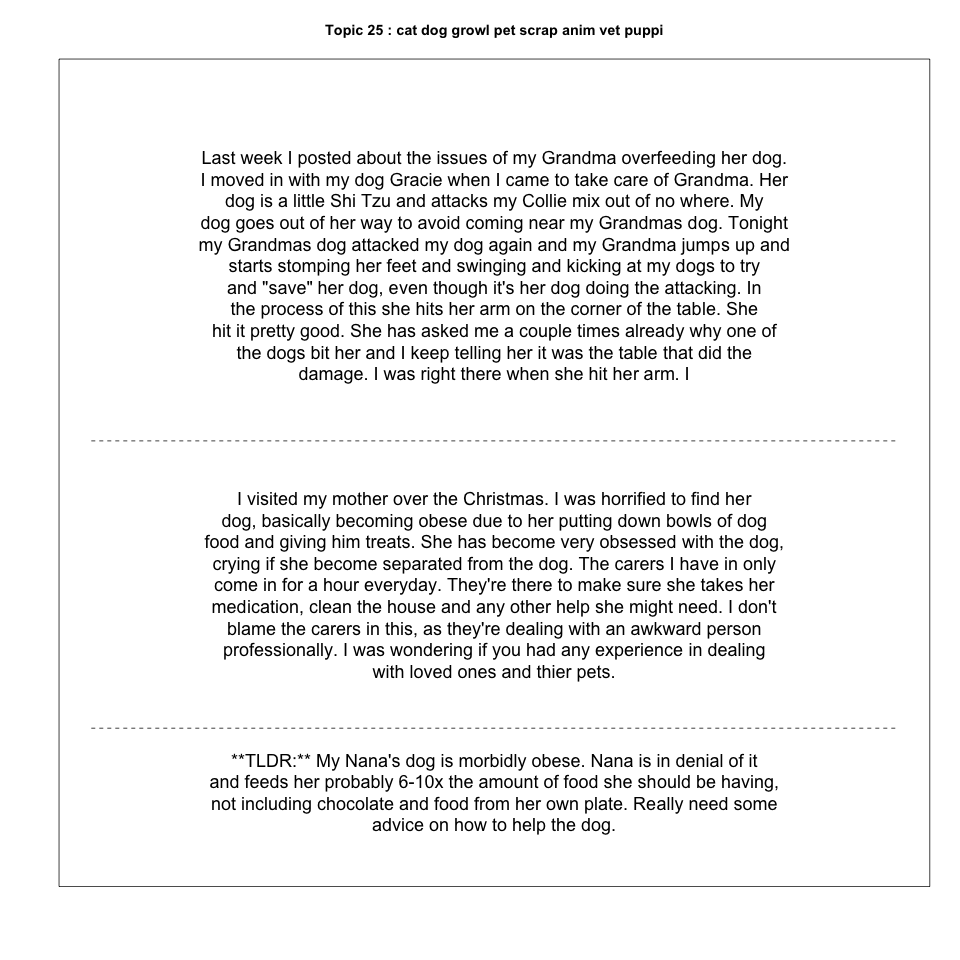 Topic 25 : cat dog growl pet scrap anim vet puppi
Last week I posted about the issues of my Grandma overfeeding her dog.
I moved in with my dog Gracie when I came to take care of Grandma. Her
dog is a little Shi Tzu and attacks my Collie mix out of no where. My
dog goes out of her way to avoid coming near my Grandmas dog. Tonight
my Grandmas dog attacked my dog again and my Grandma jumps up and
starts stomping her feet and swinging and kicking at my dogs to try
and "save" her dog, even though it's her dog doing the attacking. In
the process of this she hits her arm on the corner of the table. She
hit it pretty good. She has asked me a couple times already why one of
the dogs bit her and I keep telling her it was the table that did the
damage. I was right there when she hit her arm. I
I visited my mother over the Christmas. I was horrified to find her
dog, basically becoming obese due to her putting down bowls of dog
food and giving him treats. She has become very obsessed with the dog,
crying if she become separated from the dog. The carers I have in only
come in for a hour everyday. They're there to make sure she takes her
medication, clean the house and any other help she might need. I don't
blame the carers in this, as they're dealing with an awkward person
professionally. I was wondering if you had any experience in dealing
with loved ones and thier pets.
**TLDR:** My Nana's dog is morbidly obese. Nana is in denial of it
and feeds her probably 6-10x the amount of food she should be having,
not including chocolate and food from her own plate. Really need some
advice on how to help the dog.